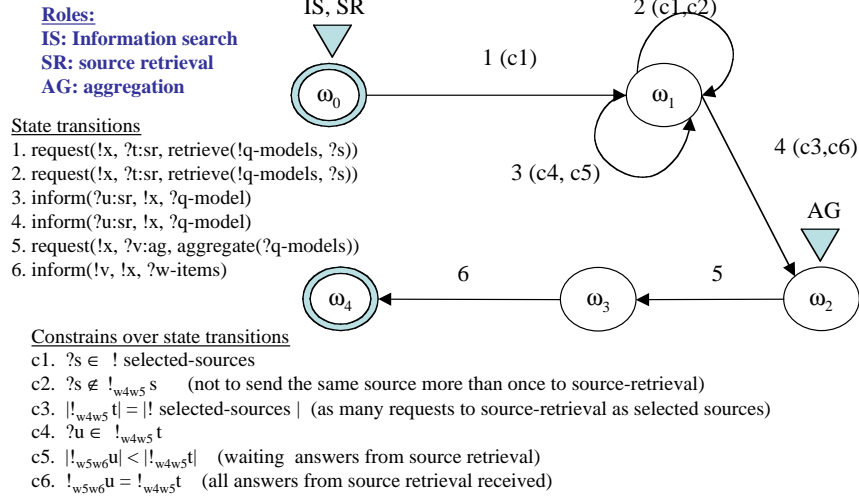 Roles:
IS: Information search
SR: source retrieval
AG: aggregation
IS, SR
2 (c1,c2)
1 (c1)
ω0
ω1
State transitions
1. request(!x, ?t:sr, retrieve(!q-models, ?s))
2. request(!x, ?t:sr, retrieve(!q-models, ?s))
3. inform(?u:sr, !x, ?q-model)
4. inform(?u:sr, !x, ?q-model)
5. request(!x, ?v:ag, aggregate(?q-models))
6. inform(!v, !x, ?w-items)
3 (c4, c5)
4 (c3,c6)
AG
6
5
ω4
ω3
ω2
Constrains over state transitions
c1. ?s ∈ ! selected-sources
c2. ?s ∉ !w4w5 s (not to send the same source more than once to source-retrieval)
c3. |!w4w5 t| = |! selected-sources | (as many requests to source-retrieval as selected sources)
c4. ?u ∈ !w4w5 t
c5. |!w5w6u| < |!w4w5t| (waiting answers from source retrieval)
c6. !w5w6u = !w4w5t (all answers from source retrieval received)